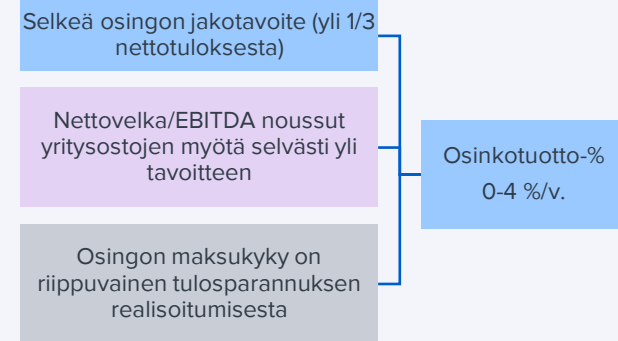 Selkeä osingon jakotavoite (yli 1/3
nettotuloksesta)
Nettovelka/EBITDA noussut
yritysostojen myötä selvästi yli
tavoitteen
Osingon maksukyky on
riippuvainen tulosparannuksen
realisoitumisesta
Osinkotuotto-%
0-4 %/v.